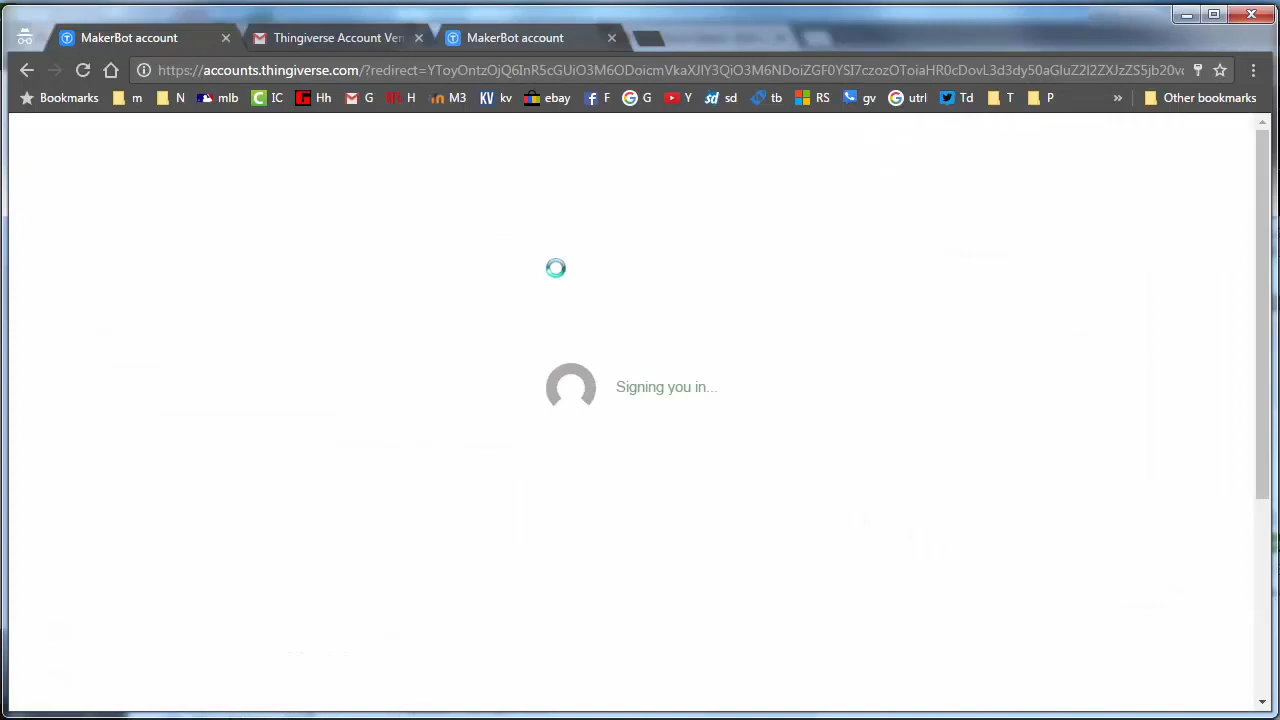 MakerBot account
Thingiverse Account Ver
MakerBot account
https://accounts.thingiverse.com/?redirect=
Bookmarks m N mlb IC Hh G H M3 kv ebay F G Y sd tb RS gv utrl Td T P » Other bookmarks
Signing you in...